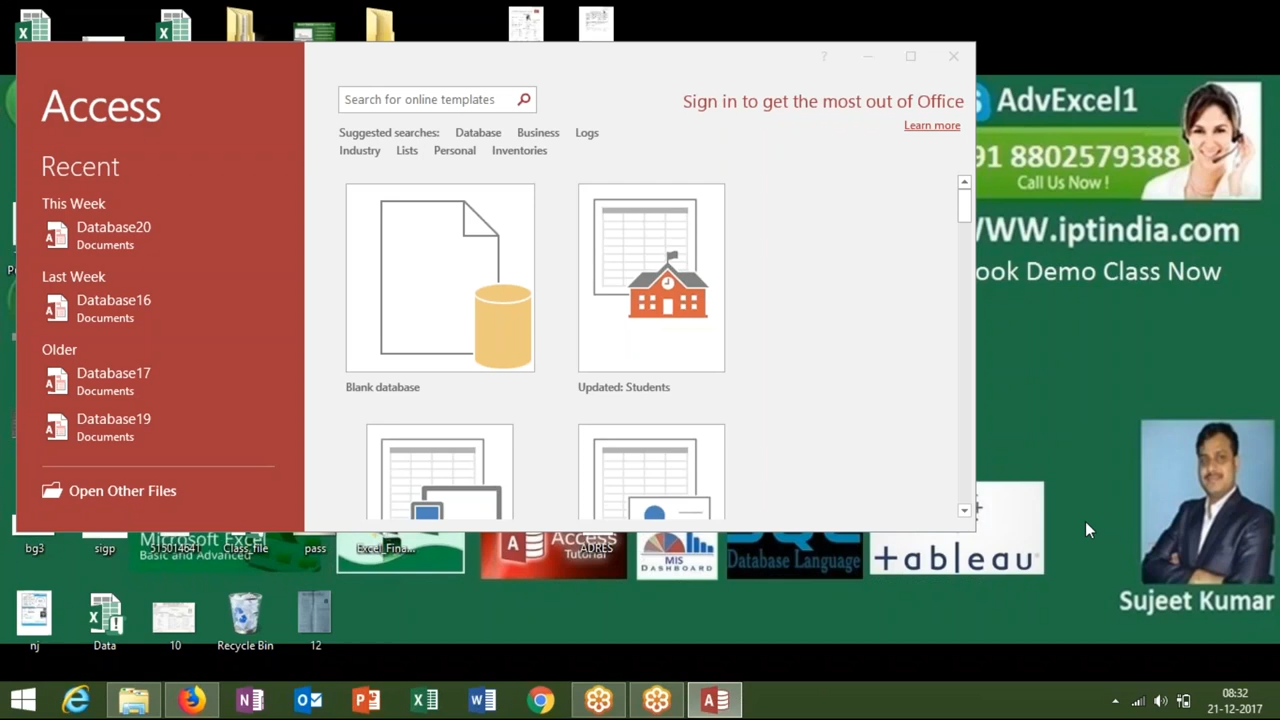 Access
Recent
This Week
Database20
Documents
Last Week
Database16
Documents
Older
Database17
Documents
Database19
Documents
Open Other Files
?
Search for online templates
Sign in to get the most out of Office
Learn more
Suggested searches: Database Business Logs
Industry Lists Personal Inventories
Blank database
Updated: Students
AdvExcel1
91 8802579388
Call Us Now !
WWW.iptindia.com
ook Demo Class Now
Sujeet Kumar
bg3
sigp
515014641
Class_file
pass
Excel_Fina...
ADRES
Microsoft Excel
Basic and Advanced
Access
Tutorial
MIS
DASHBOARD
SQL
Database Language
+ableau
nj
Data
10
Recycle Bin
12
08:32
21-12-2017